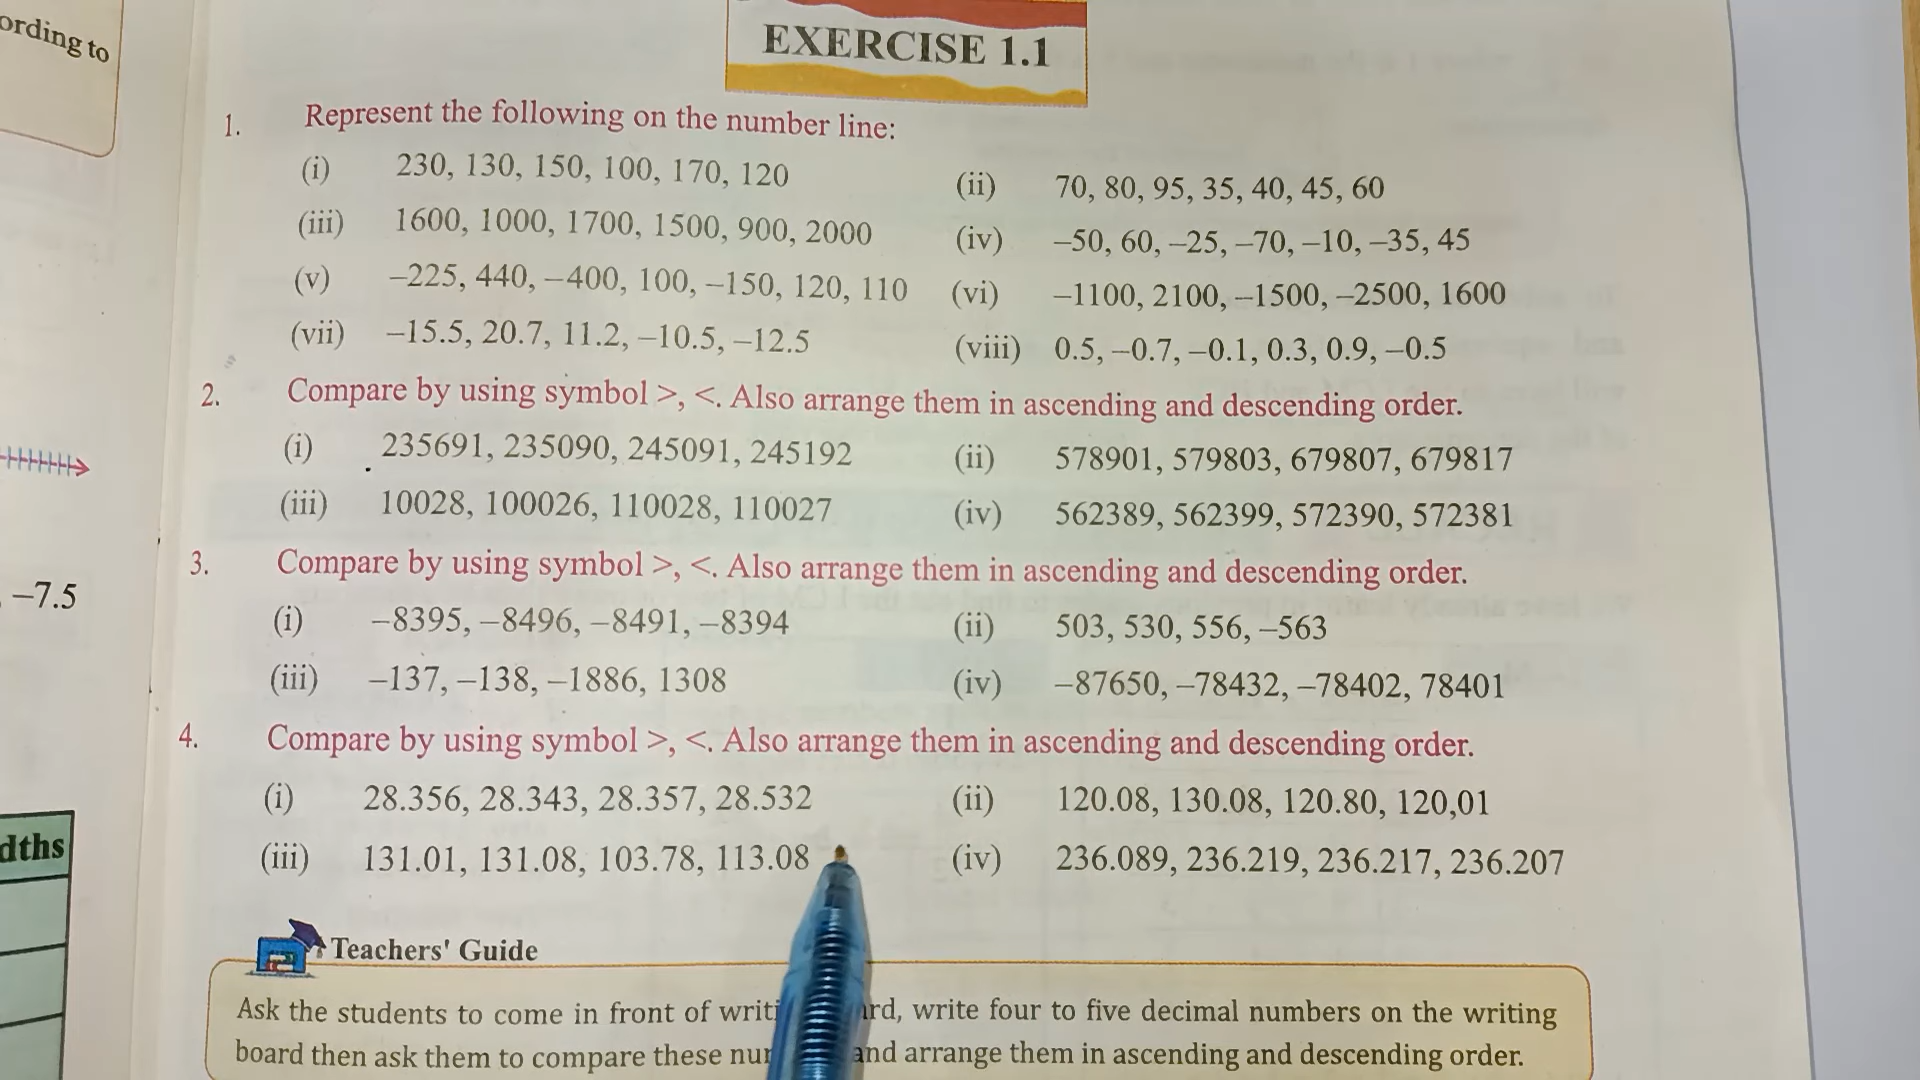 ording to
EXERCISE 1.1
1. Represent the following on the number line:
(i) 230, 130, 150, 100, 170, 120 (ii) 70, 80, 95, 35, 40, 45, 60
(iii) 1600, 1000, 1700, 1500, 900, 2000 (iv) –50, 60, –25, –70, –10, –35, 45
(v) –225, 440, –400, 100, –150, 120, 110 (vi) –1100, 2100, –1500, –2500, 1600
(vii) –15.5, 20.7, 11.2, –10.5, –12.5 (viii) 0.5, –0.7, –0.1, 0.3, 0.9, –0.5
2. Compare by using symbol >, <. Also arrange them in ascending and descending order.
(i) 235691, 235090, 245091, 245192 (ii) 578901, 579803, 679807, 679817
(iii) 10028, 100026, 110028, 110027 (iv) 562389, 562399, 572390, 572381
3. Compare by using symbol >, <. Also arrange them in ascending and descending order.
–7.5
(i) –8395, –8496, –8491, –8394 (ii) 503, 530, 556, –563
(iii) –137, –138, –1886, 1308 (iv) –87650, –78432, –78402, 78401
4. Compare by using symbol >, <. Also arrange them in ascending and descending order.
(i) 28.356, 28.343, 28.357, 28.532 (ii) 120.08, 130.08, 120.80, 120,01
dths
(iii) 131.01, 131.08, 103.78, 113.08 (iv) 236.089, 236.219, 236.217, 236.207
Teachers' Guide
Ask the students to come in front of writi rd, write four to five decimal numbers on the writing
board then ask them to compare these nu and arrange them in ascending and descending order.